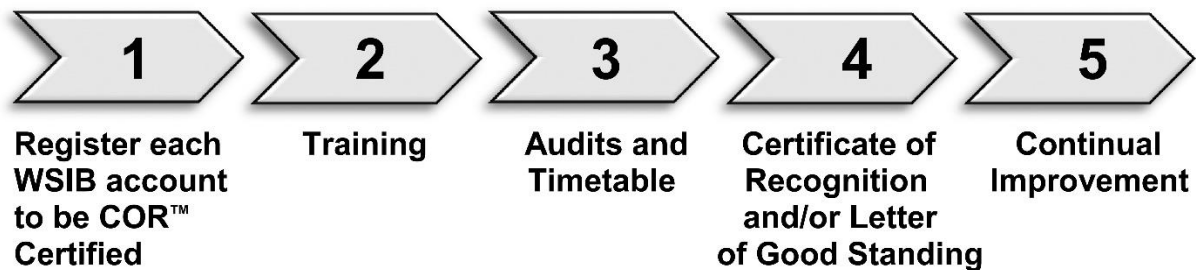 1
Register each
WSIB account
to be COR™
Certified
2
Training
3
Audits and
Timetable
4
Certificate of
Recognition
and/or Letter
of Good Standing
5
Continual
Improvement